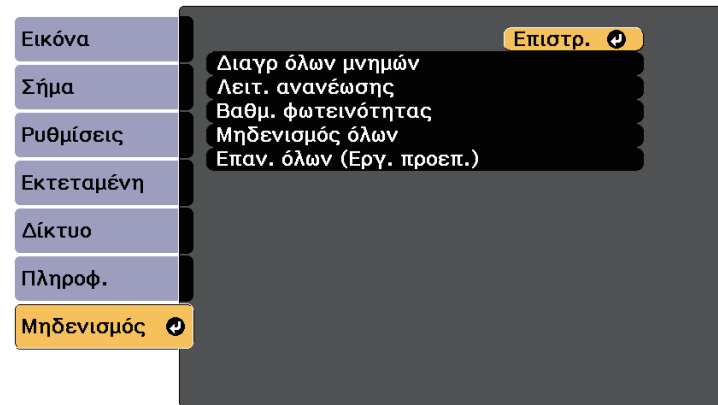 Εικόνα
Σήμα
Ρυθμίσεις
Εκτεταμένη
Δίκτυο
Πληροφ.
Μηδενισμός
Επιστρ.
Διαγρ όλων μνημών
Λειτ. ανανέωσης
Βαθμ. φωτεινότητας
Μηδενισμός όλων
Επαν. όλων (Εργ. προεπ.)